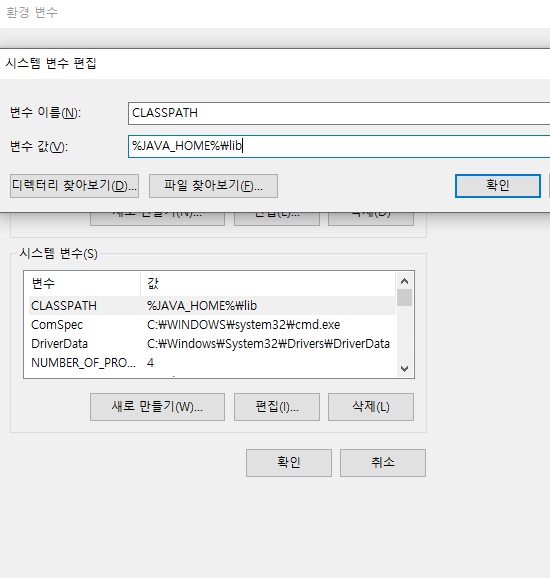 환경 변수
시스템 변수 편집
변수 이름(N):
CLASSPATH
변수 값(V):
%JAVA_HOME%₩lib
디렉터리 찾아보기(D)...
파일 찾아보기(F)...
확인
새로 만들기(N)...
편집(E)...
삭제(D)
시스템 변수(S)
변수 값
CLASSPATH %JAVA_HOME%₩lib
ComSpec C:₩WINDOWS₩system32₩cmd.exe
DriverData C:₩Windows₩System32₩Drivers₩DriverData
NUMBER_OF_PRO... 4
새로 만들기(W)...
편집(I)...
삭제(L)
확인
취소